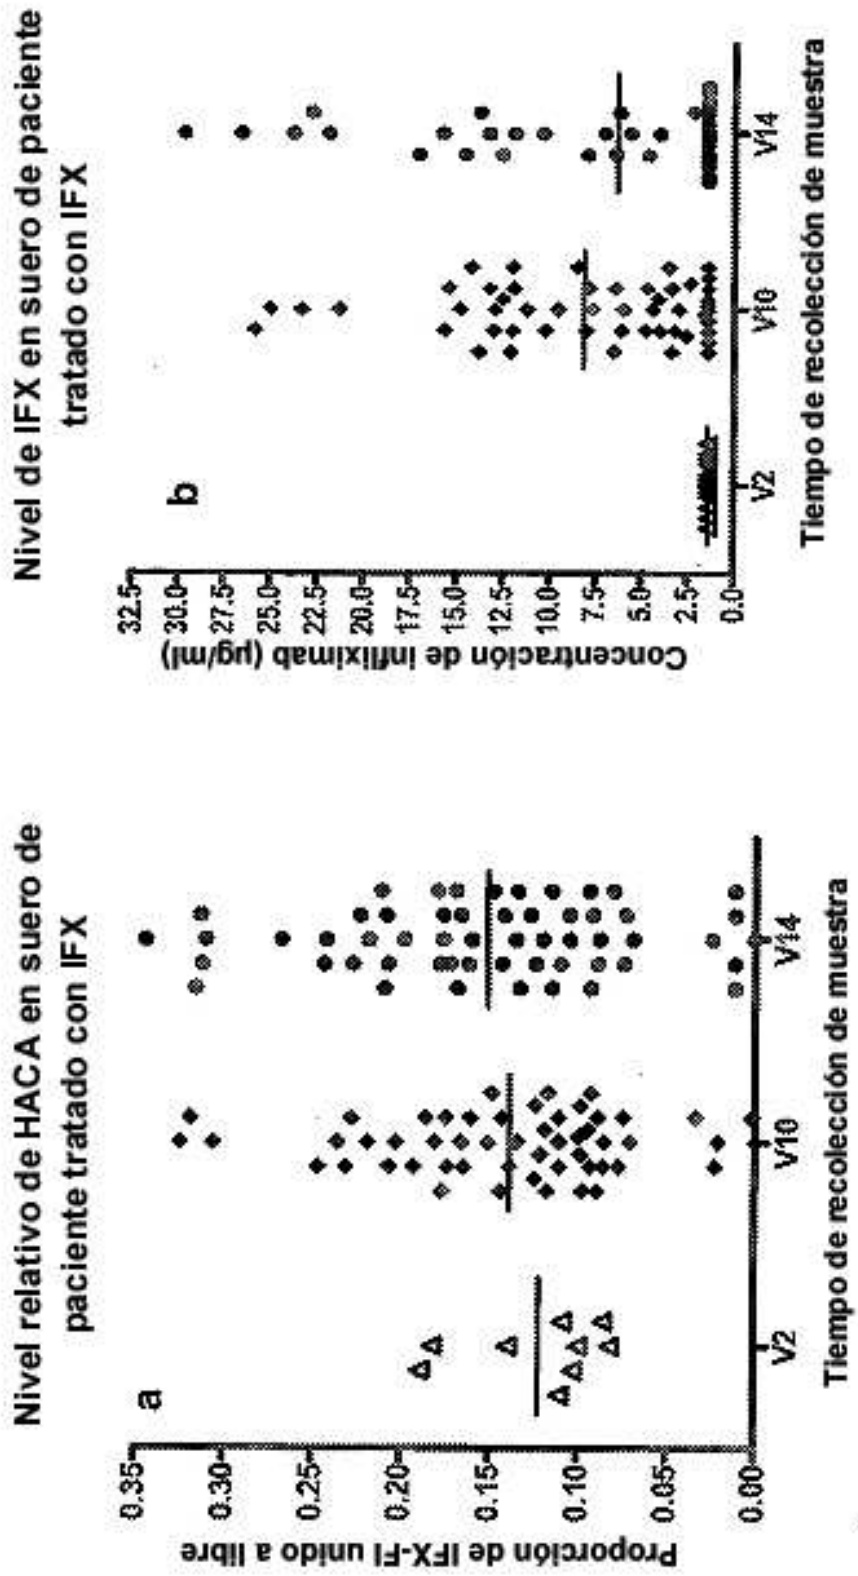 Nivel relativo de HACA en suero de
paciente tratado con IFX
a
Proporción de IFX-FI unido a libre
0.35
0.30
0.25
0.20
0.15
0.10
0.05
0.00
V2
V10
V14
Tiempo de recolección de muestra
Nivel de IFX en suero de paciente
tratado con IFX
b
Concentración de infliximab (µg/ml)
32.5
30.0
27.5
25.0
22.5
20.0
17.5
15.0
12.5
10.0
7.5
5.0
2.5
0.0
V2
V10
V14
Tiempo de recolección de muestra